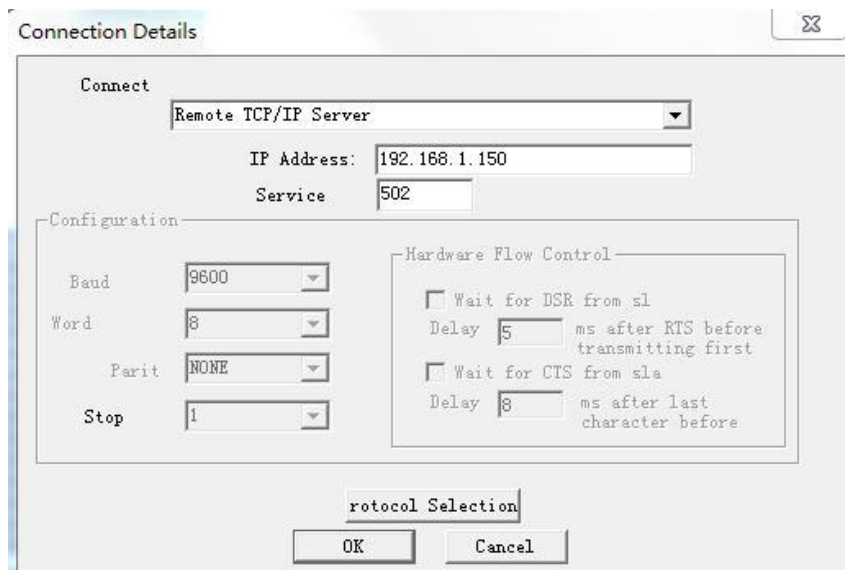 Connection Details
Connect
Remote TCP/IP Server
IP Address: 192.168.1.150
Service 502
Configuration
Baud 9600
Word 8
Parit NONE
Stop 1
Hardware Flow Control
Wait for DSR from sl
Delay 5 ms after RTS before
transmitting first
Wait for CTS from sla
Delay 8 ms after last
character before
rotocol Selection
OK Cancel